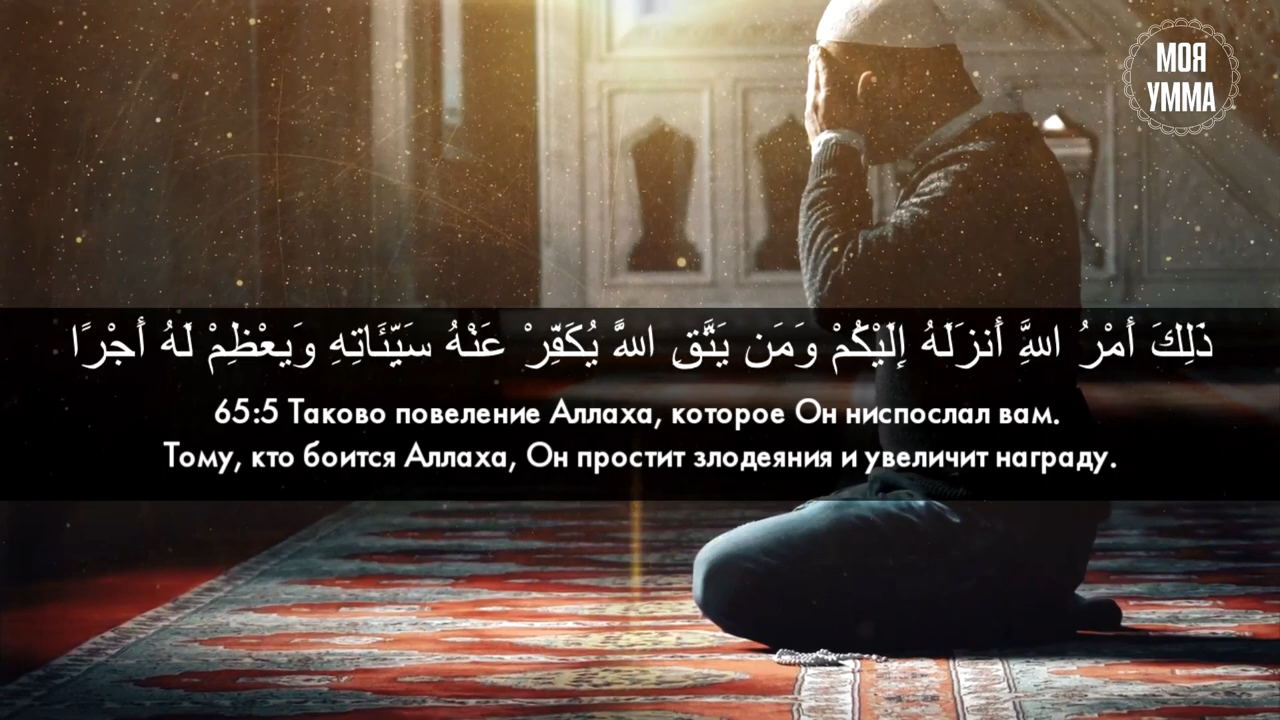 МОЯ
УММА
ذَٰلِكَ أَمْرُ اللَّهِ أَنزَلَهُ إِلَيْكُمْ وَمَن يَتَّقِ اللَّهَ يُكَفِّرْ عَنْهُ سَيِّئَاتِهِ وَيُعْظِمْ لَهُ أَجْرًا
65:5 Таково повеление Аллаха, которое Он ниспослал вам.
Тому, кто боится Аллаха, Он простит злодеяния и увеличит награду.